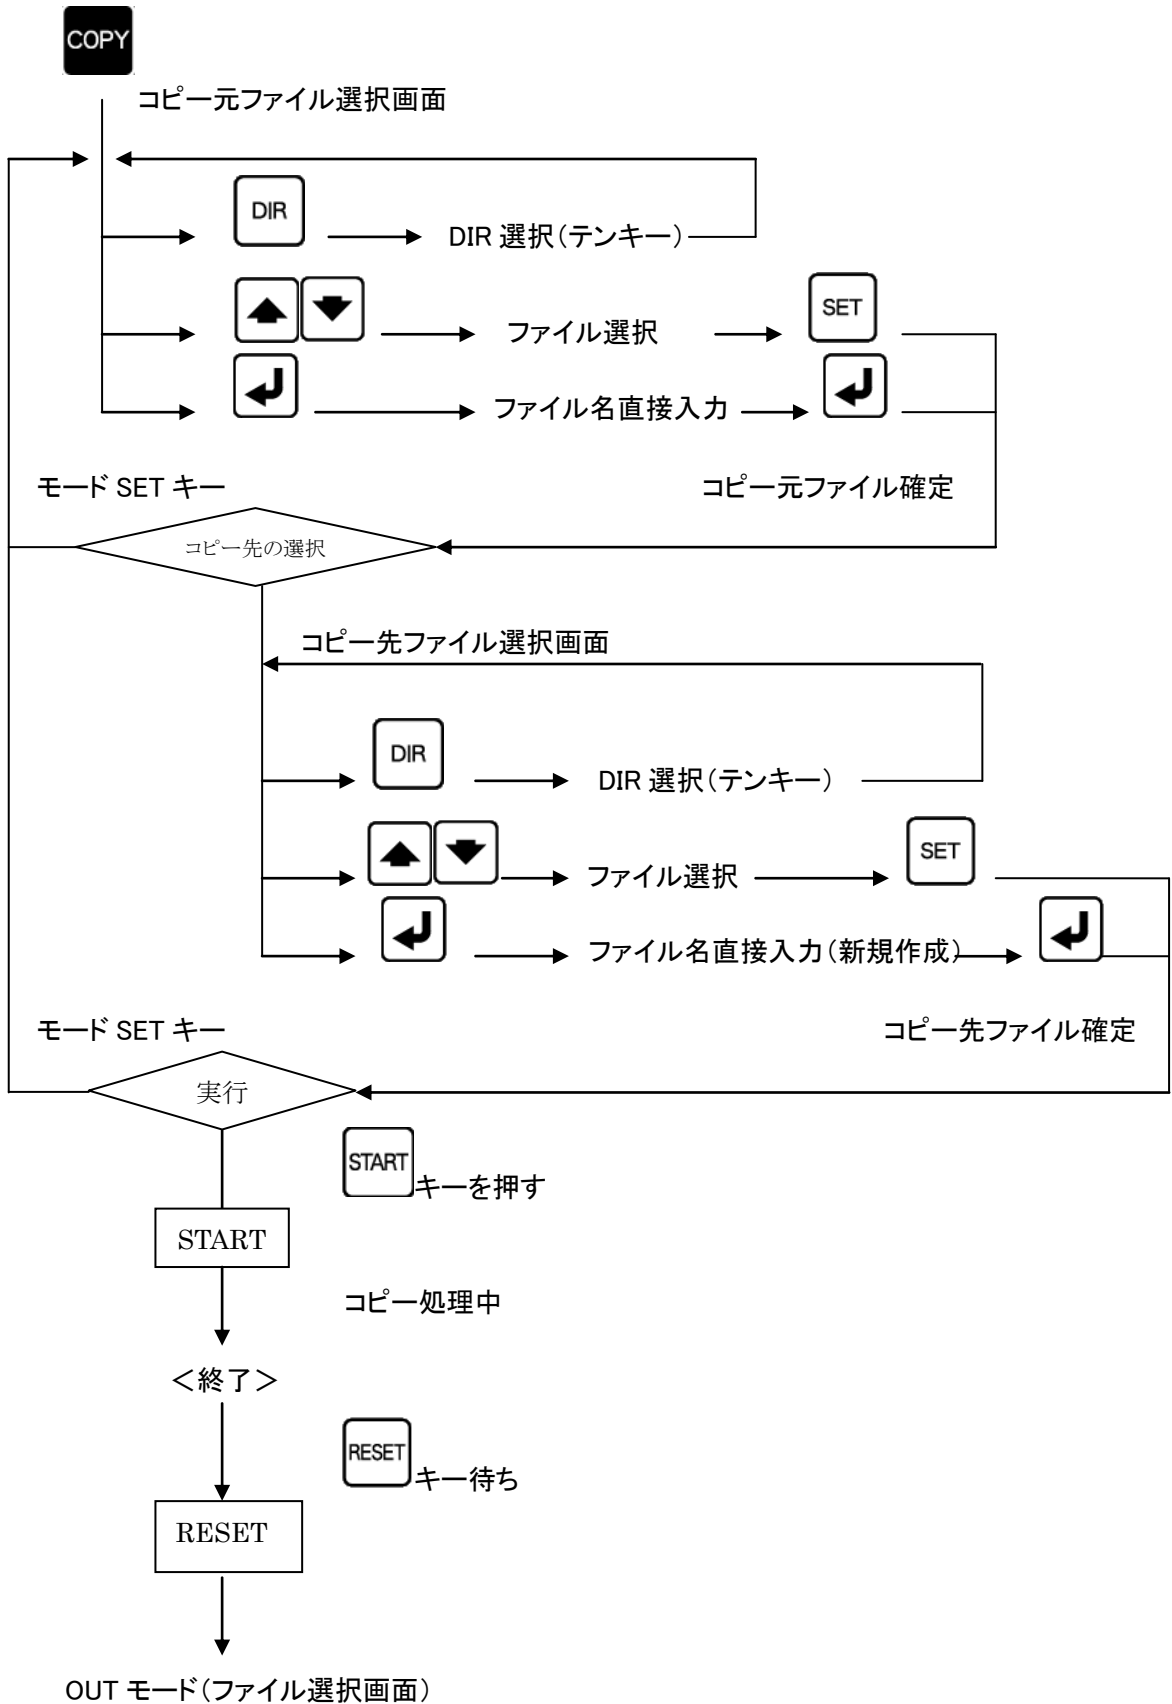 COPY
コピー元ファイル選択画面
DIR
DIR 選択(テンキー)
ファイル選択
SET
ファイル名直接入力
モード SET キー
コピー元ファイル確定
コピー先の選択
コピー先ファイル選択画面
DIR
DIR 選択(テンキー)
ファイル選択
SET
ファイル名直接入力(新規作成)
モード SET キー
コピー先ファイル確定
実行
START キーを押す
START
コピー処理中
<終了>
RESET キー待ち
RESET
OUT モード(ファイル選択画面)